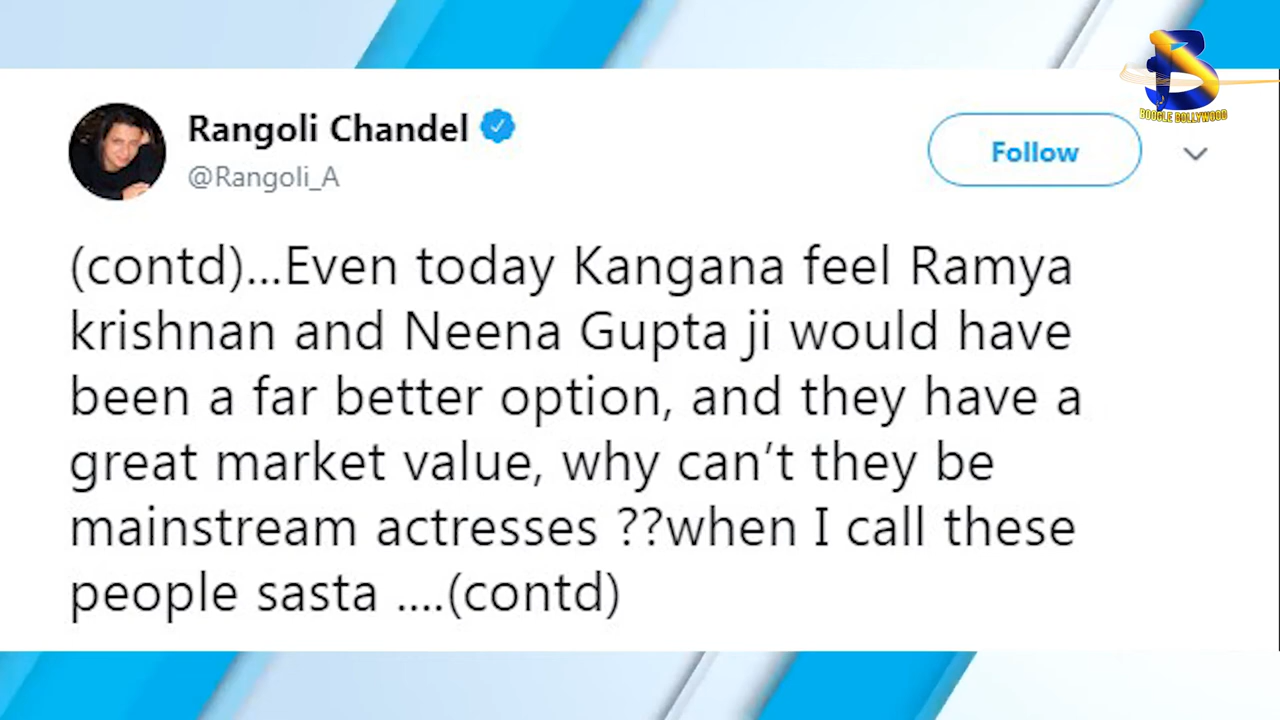 B
BOOGLE BOLLYWOOD
Rangoli Chandel
@Rangoli_A
Follow
(contd)...Even today Kangana feel Ramya
krishnan and Neena Gupta ji would have
been a far better option, and they have a
great market value, why can’t they be
mainstream actresses ??when I call these
people sasta ....(contd)